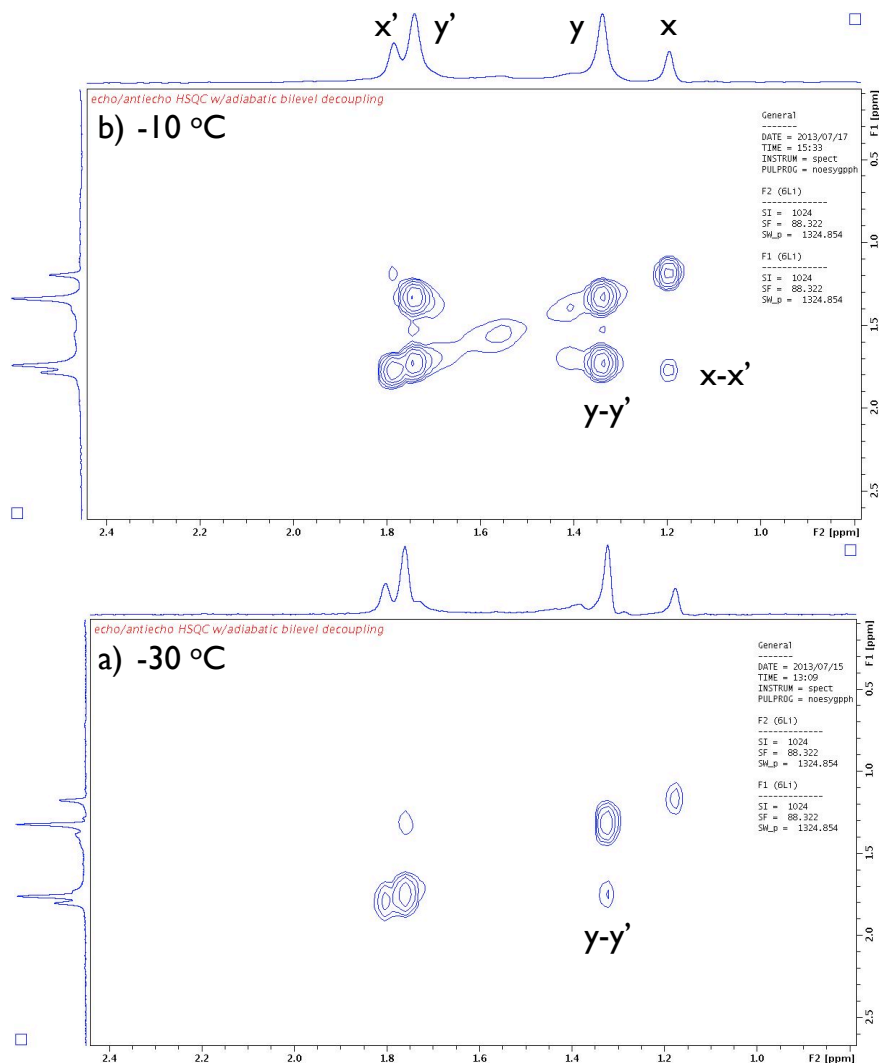 x’ y’ y x
echo/antiecho HSQC w/adiabatic bilevel decoupling
b) -10 °C
General
-------
DATE = 2013/07/17
TIME = 15:33
INSTRUM = spect
PULPROG = noesygpph
F2 (6Li)
-------------
SI = 1024
SF = 88.322
SW_p = 1324.854
F1 (6Li)
-------------
SI = 1024
SF = 88.322
SW_p = 1324.854
x-x’
y-y’
F1 [ppm]
0.5
1.0
1.5
2.0
2.5
2.4 2.2 2.0 1.8 1.6 1.4 1.2 1.0 F2 [ppm]
echo/antiecho HSQC w/adiabatic bilevel decoupling
a) -30 °C
General
-------
DATE = 2013/07/15
TIME = 13:09
INSTRUM = spect
PULPROG = noesygpph
F2 (6Li)
-------------
SI = 1024
SF = 88.322
SW_p = 1324.854
F1 (6Li)
-------------
SI = 1024
SF = 88.322
SW_p = 1324.854
y-y’
F1 [ppm]
0.5
1.0
1.5
2.0
2.5
2.4 2.2 2.0 1.8 1.6 1.4 1.2 1.0 F2 [ppm]